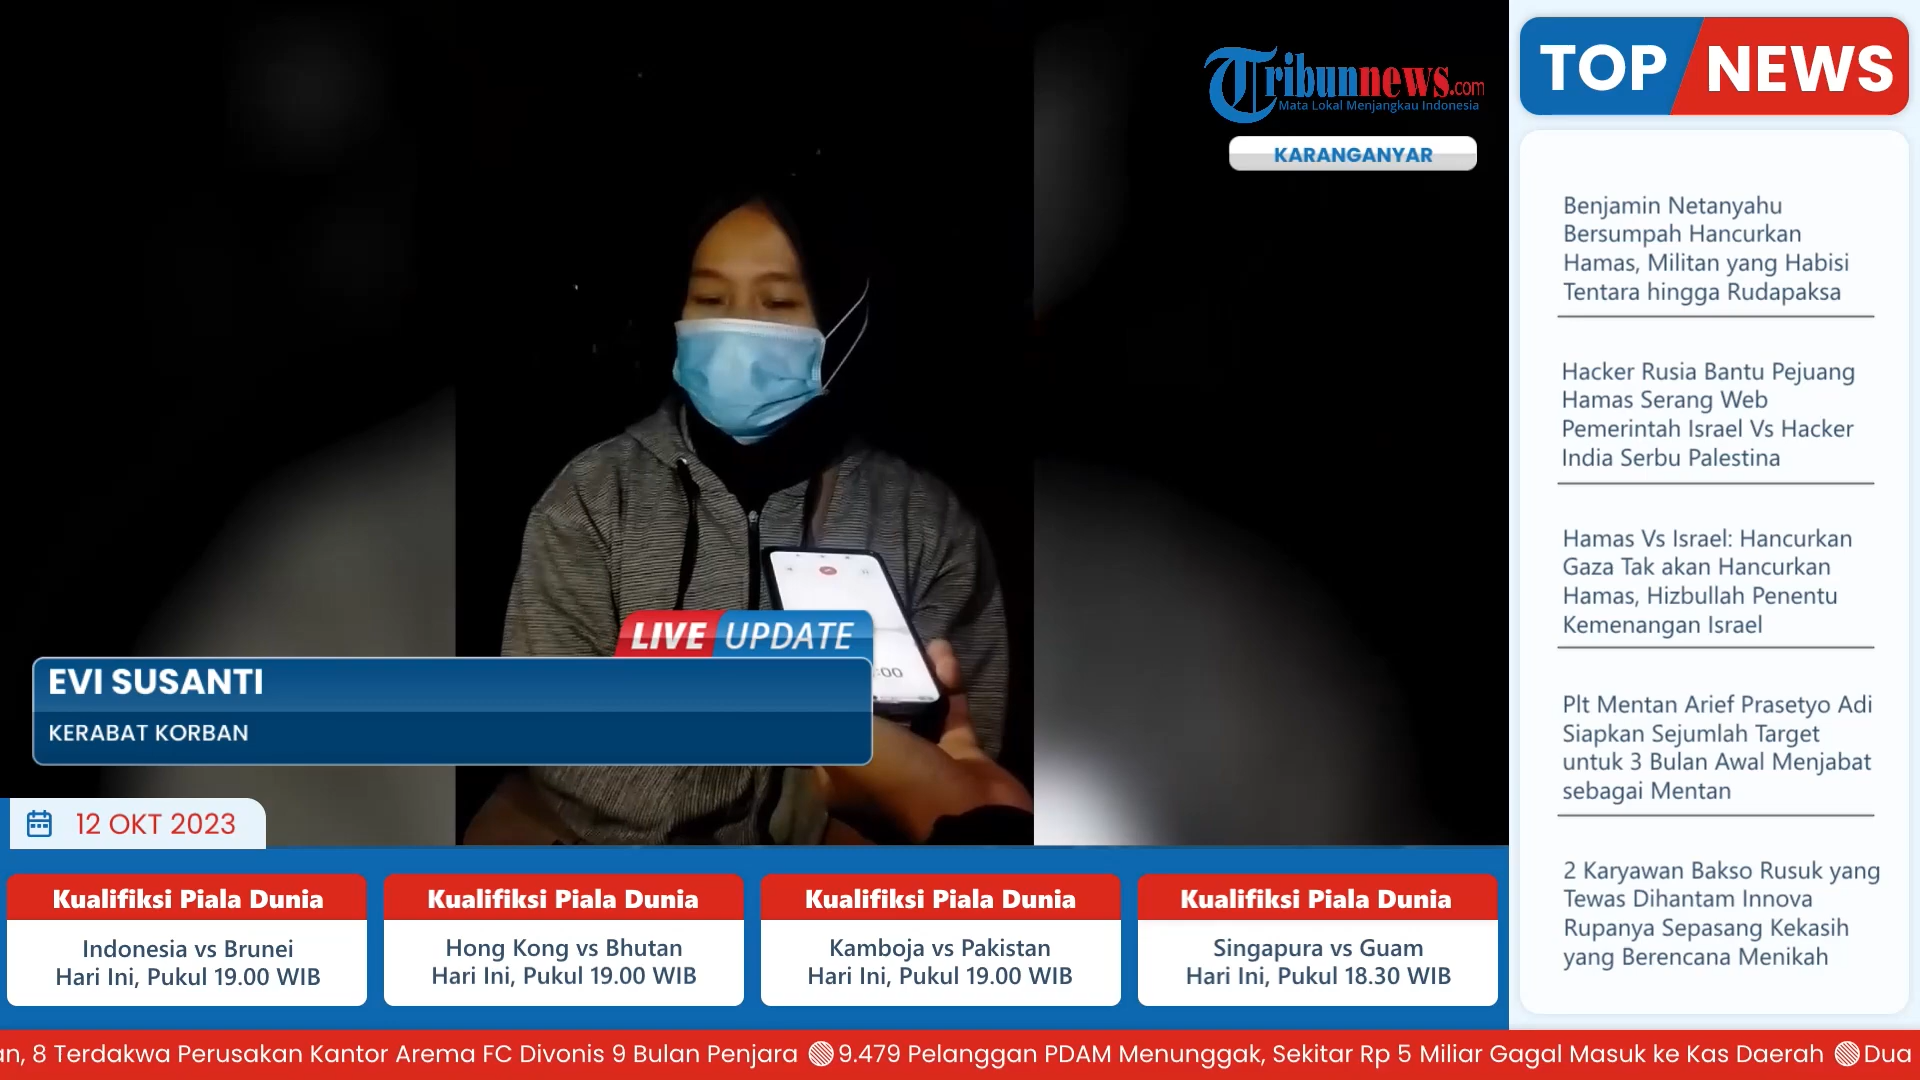 Tribunnews.com
Mata Lokal Menjangkau Indonesia
KARANGANYAR
LIVE UPDATE
EVI SUSANTI
KERABAT KORBAN
12 OKT 2023
TOP NEWS
Benjamin Netanyahu
Bersumpah Hancurkan
Hamas, Militan yang Habisi
Tentara hingga Rudapaksa
Hacker Rusia Bantu Pejuang
Hamas Serang Web
Pemerintah Israel Vs Hacker
India Serbu Palestina
Hamas Vs Israel: Hancurkan
Gaza Tak akan Hancurkan
Hamas, Hizbullah Penentu
Kemenangan Israel
Plt Mentan Arief Prasetyo Adi
Siapkan Sejumlah Target
untuk 3 Bulan Awal Menjabat
sebagai Mentan
2 Karyawan Bakso Rusuk yang
Tewas Dihantam Innova
Rupanya Sepasang Kekasih
yang Berencana Menikah
Kualifiksi Piala Dunia
Indonesia vs Brunei
Hari Ini, Pukul 19.00 WIB
Kualifiksi Piala Dunia
Hong Kong vs Bhutan
Hari Ini, Pukul 19.00 WIB
Kualifiksi Piala Dunia
Kamboja vs Pakistan
Hari Ini, Pukul 19.00 WIB
Kualifiksi Piala Dunia
Singapura vs Guam
Hari Ini, Pukul 18.30 WIB
an, 8 Terdakwa Perusakan Kantor Arema FC Divonis 9 Bulan Penjara 9.479 Pelanggan PDAM Menunggak, Sekitar Rp 5 Miliar Gagal Masuk ke Kas Daerah Dua